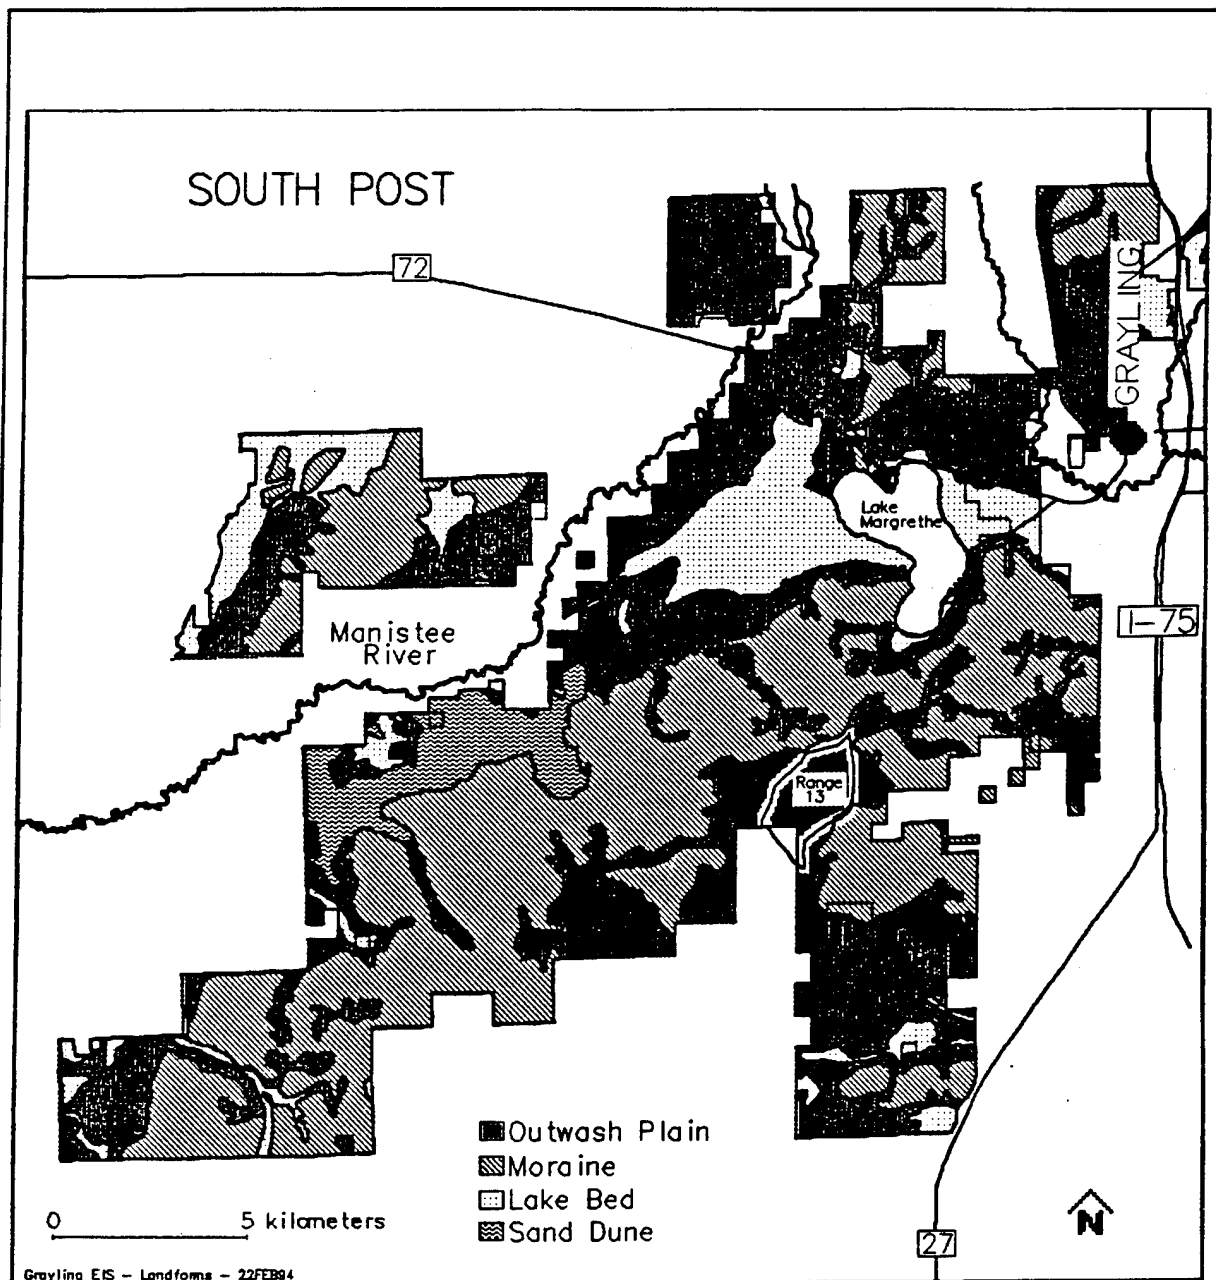 SOUTH POST
72
GRAYLING
Lake
Margrethe
I-75
Manistee
River
Range
13
Outwash Plain
Moraine
Lake Bed
Sand Dune
0 5 kilometers
N
27
Grayling EIS - Landforms - 22FEB94